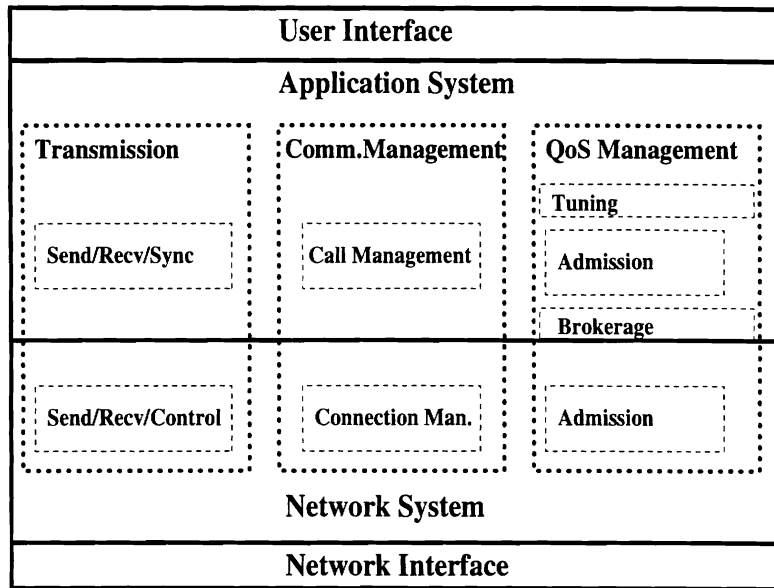 User Interface
Application System
Transmission
Comm.Management
QoS Management
Tuning
Send/Recv/Sync
Call Management
Admission
Brokerage
Send/Recv/Control
Connection Man.
Admission
Network System
Network Interface